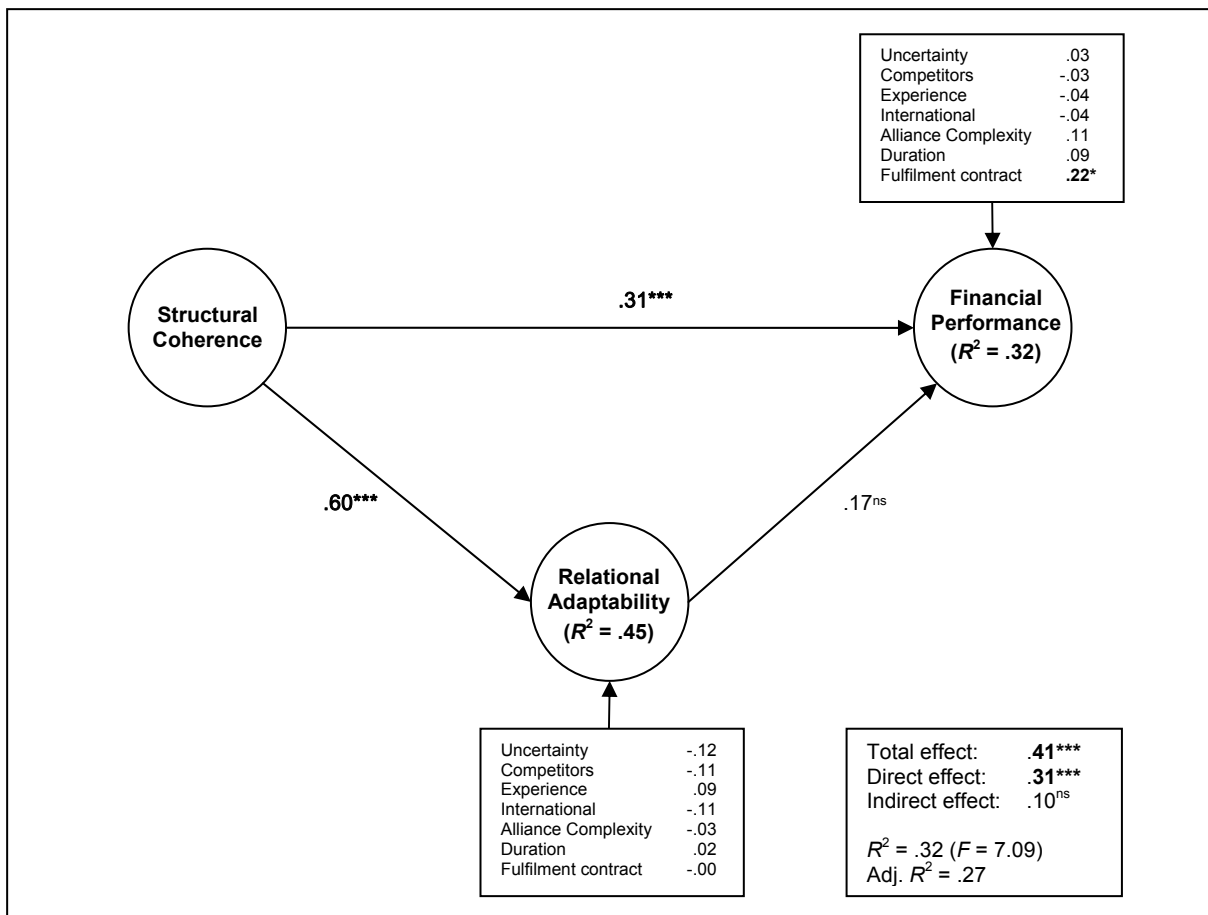 Uncertainty .03
Competitors -.03
Experience -.04
International -.04
Alliance Complexity .11
Duration .09
Fulfilment contract .22*
Structural
Coherence
.31***
Financial
Performance
(R² = .32)
.60***
.17ns
Relational
Adaptability
(R² = .45)
Uncertainty -.12
Competitors -.11
Experience .09
International -.11
Alliance Complexity -.03
Duration .02
Fulfilment contract -.00
Total effect: .41***
Direct effect: .31***
Indirect effect: .10ns
R² = .32 (F = 7.09)
Adj. R² = .27